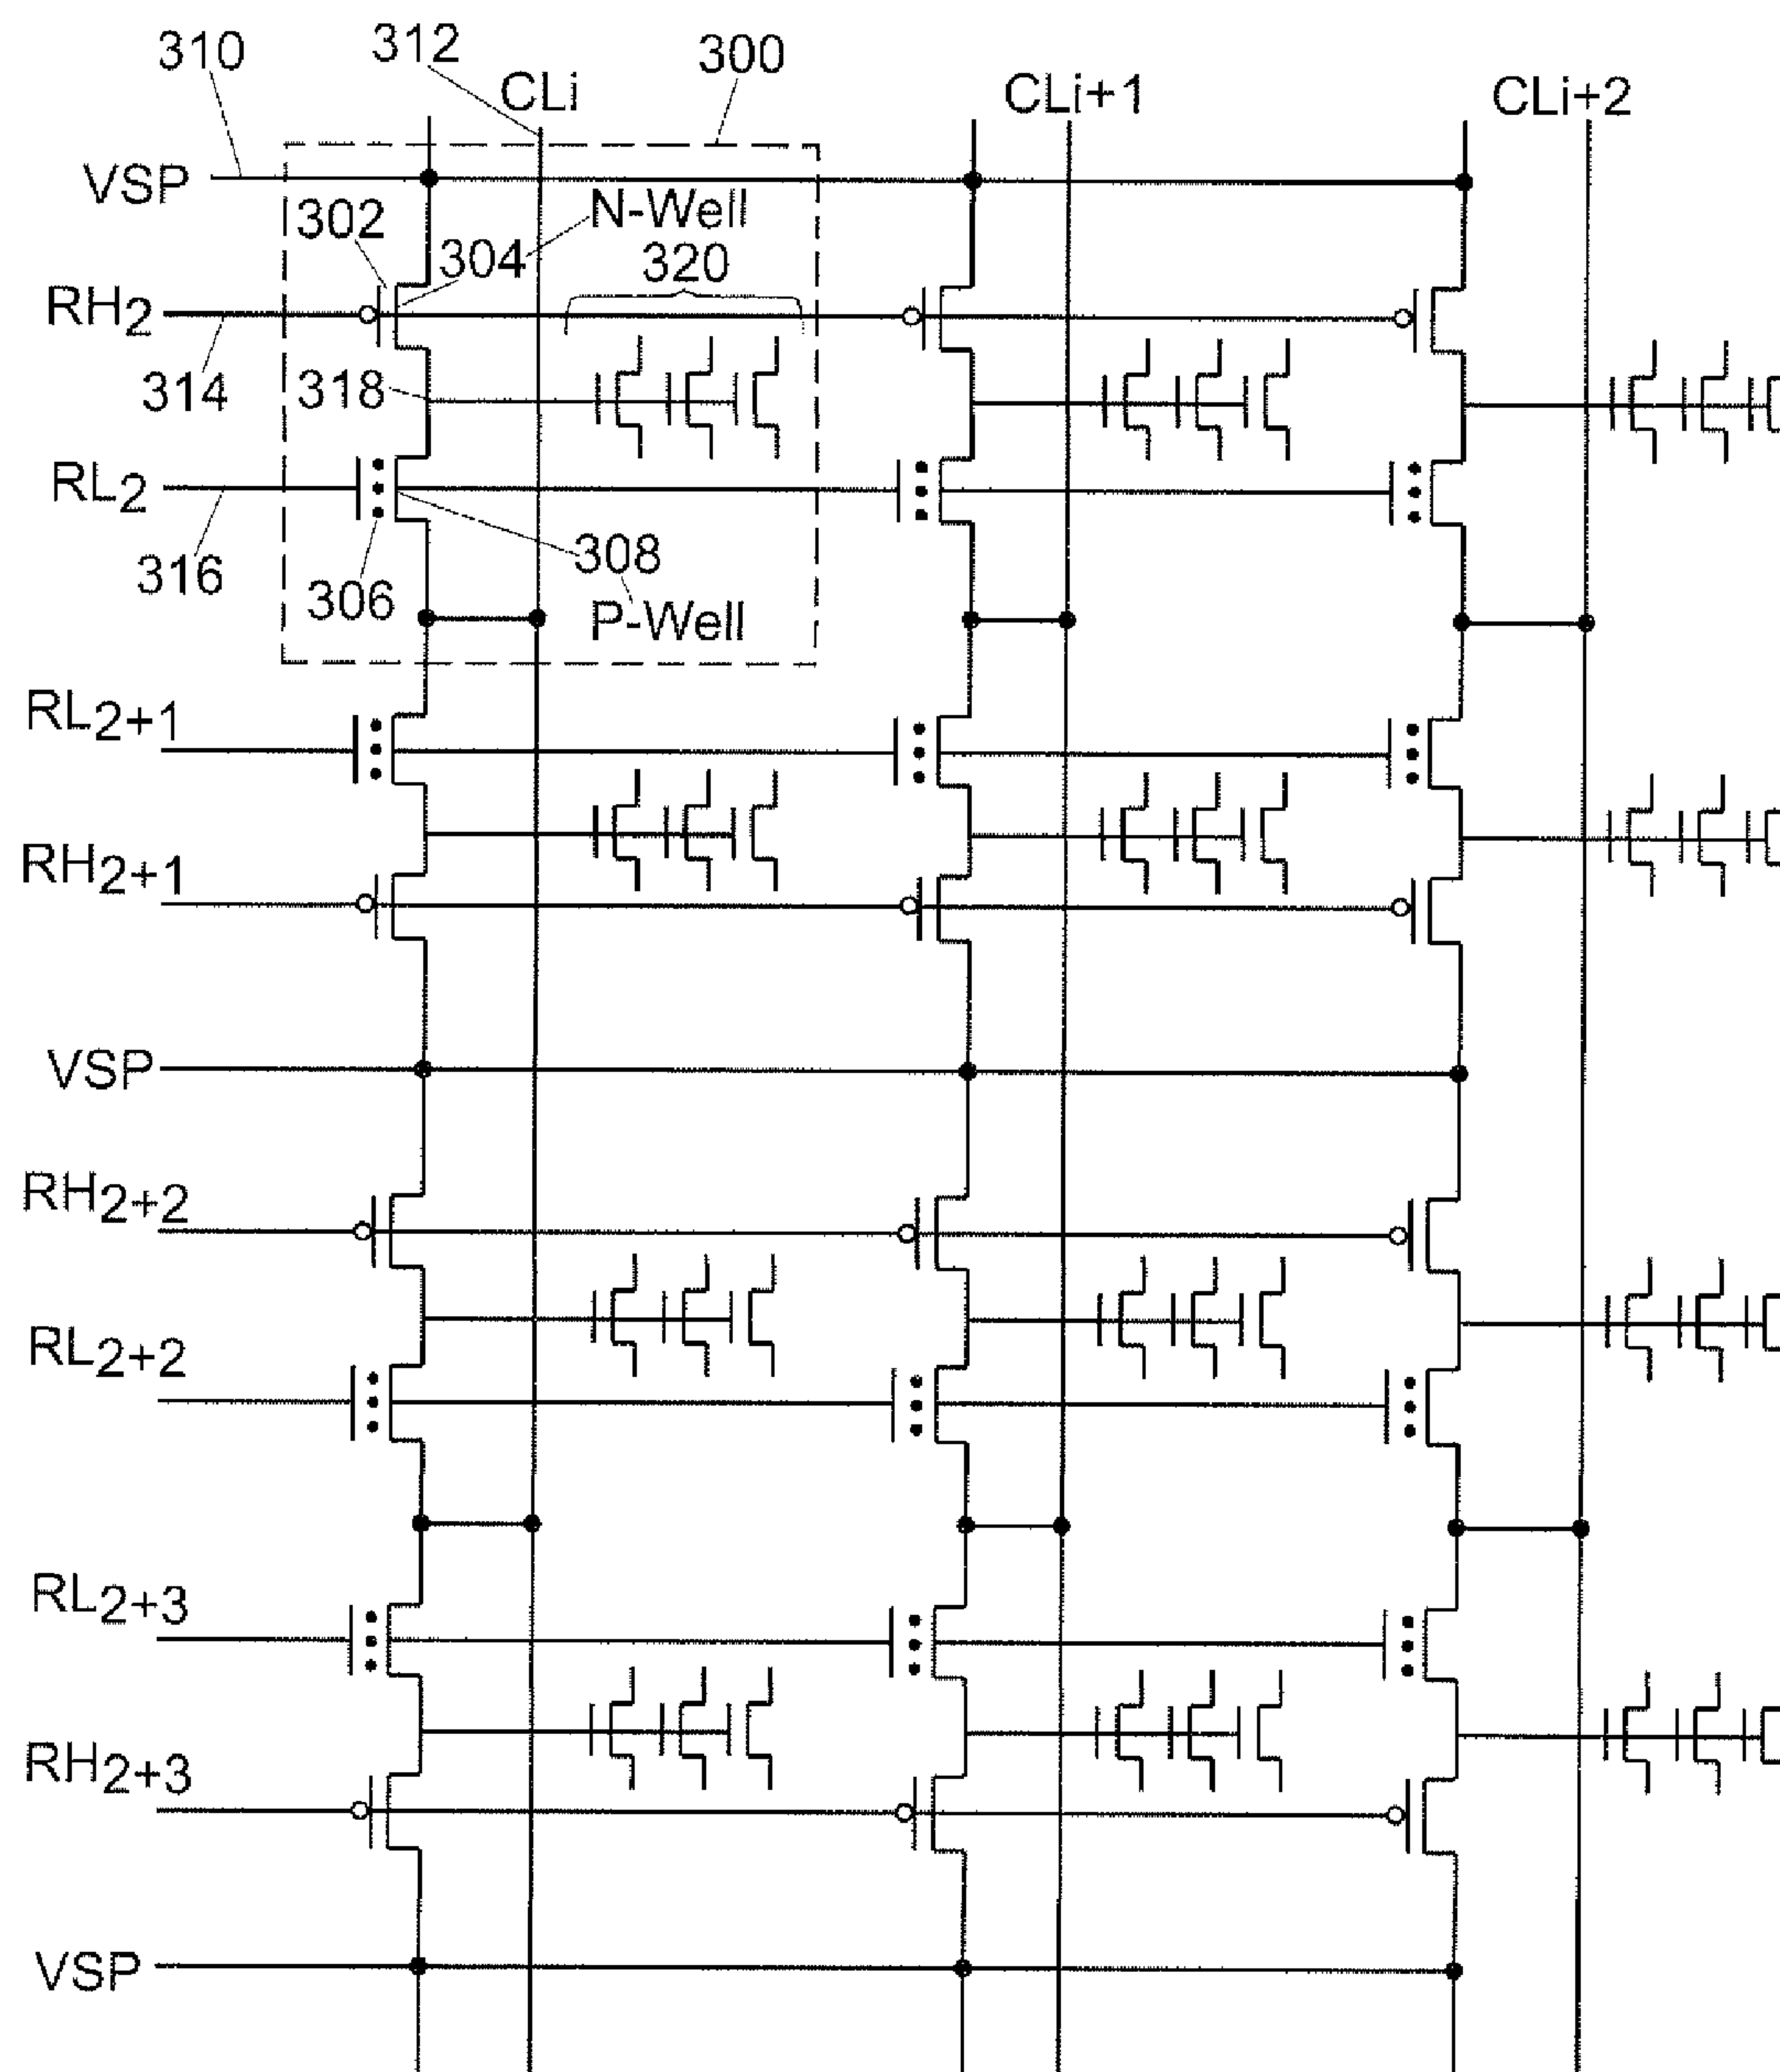 310
312
300
CLi
CLi+1
CLi+2
VSP
N-Well
302
304
320
RH2
314
318
RL2
316
306
308
P-Well
RL2+1
RH2+1
VSP
RH2+2
RL2+2
RL2+3
RH2+3
VSP